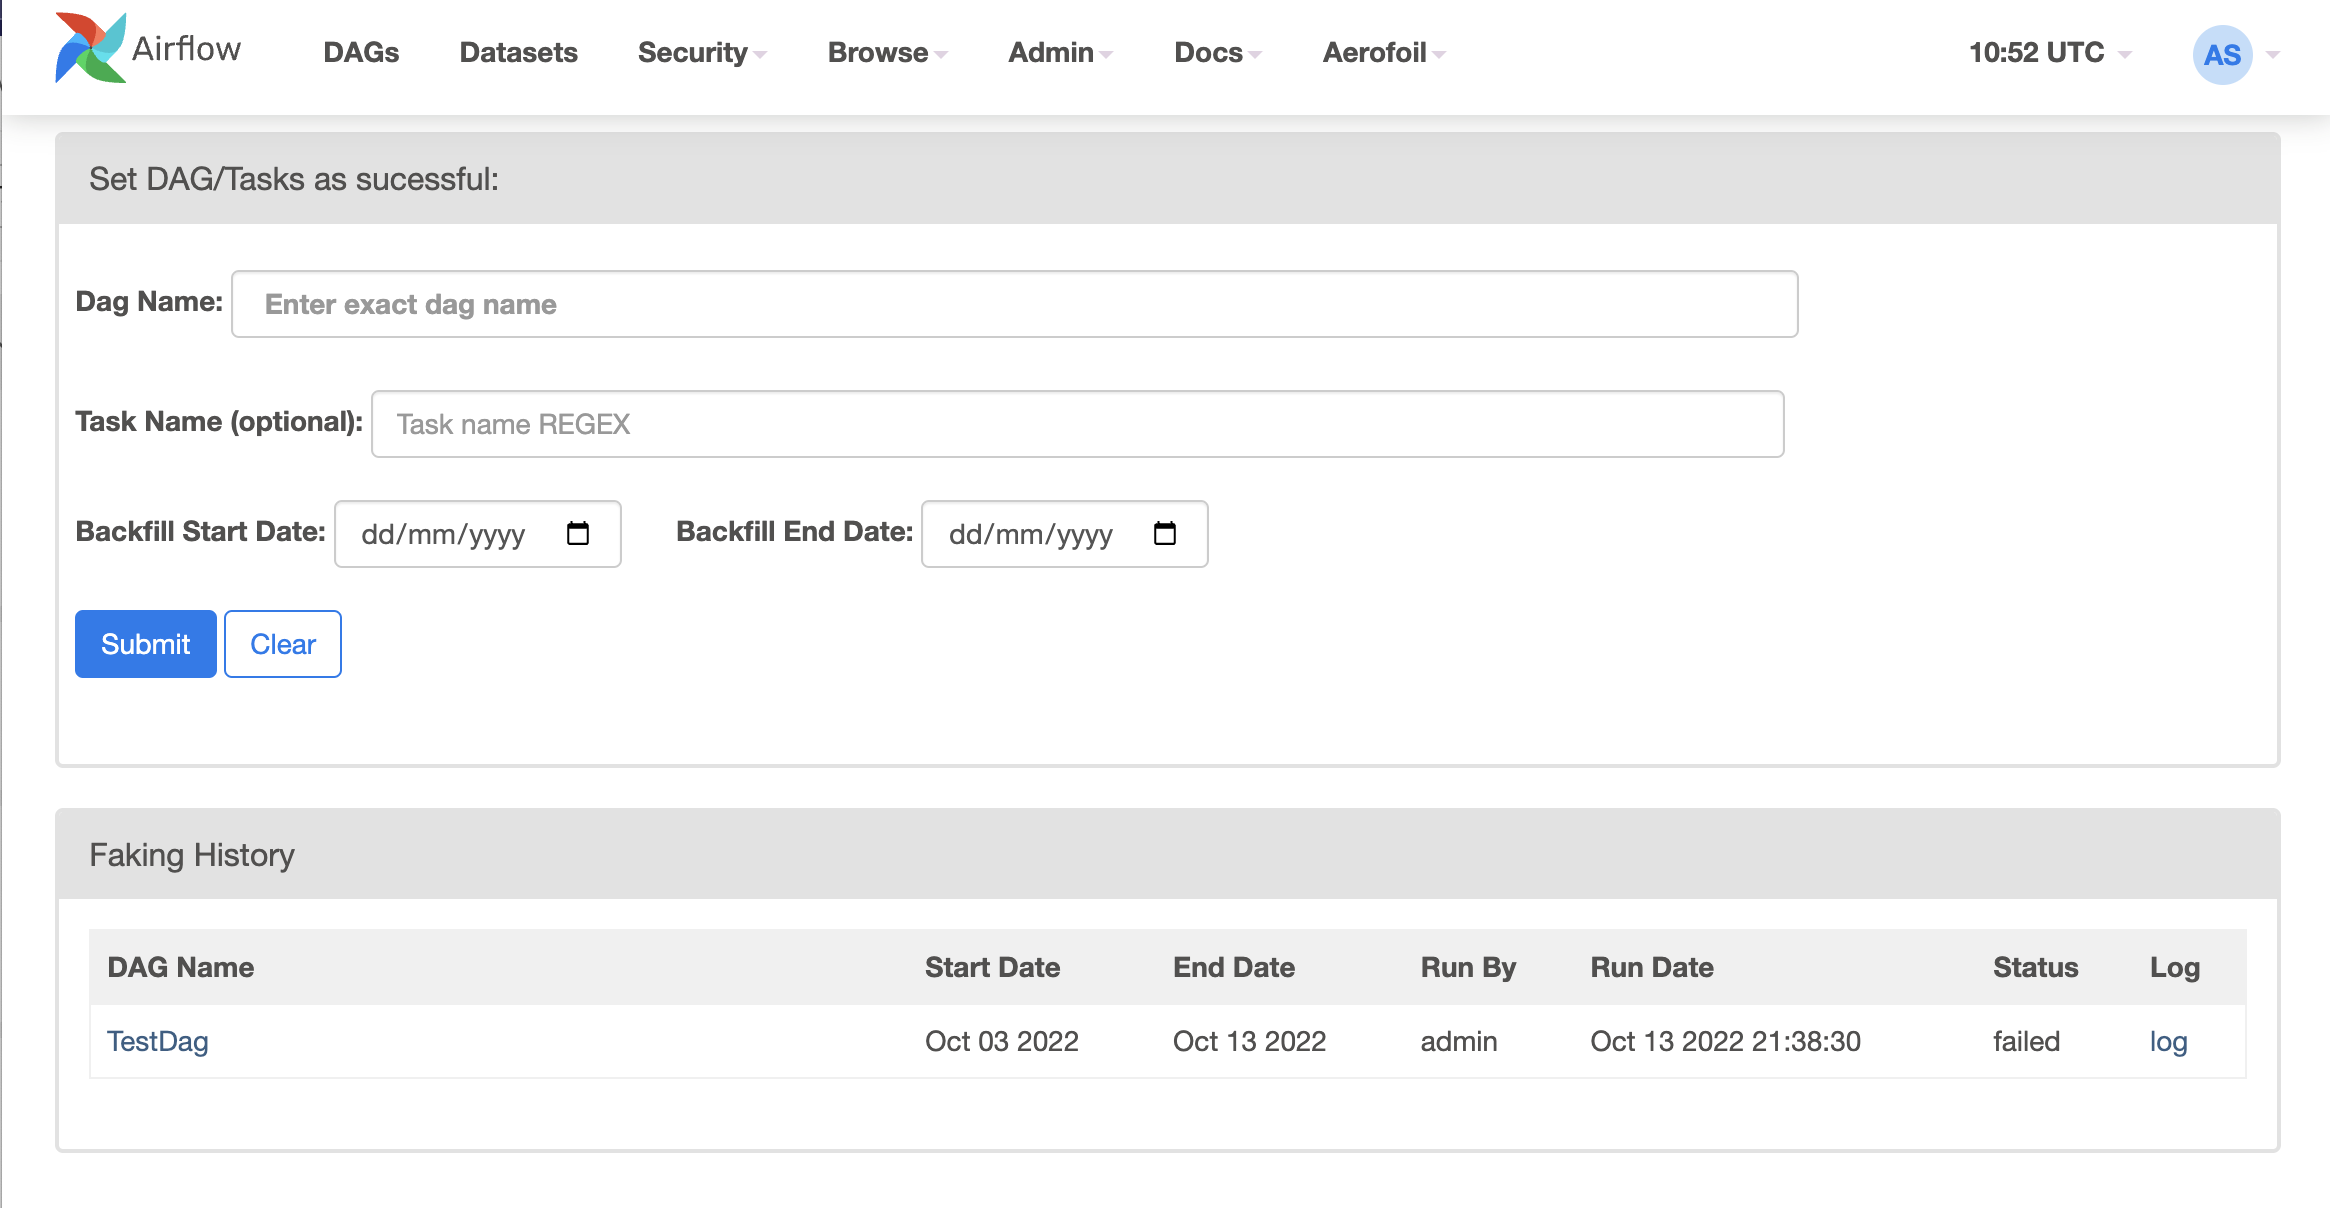 Airflow DAGs Datasets Security Browse Admin Docs Aerofoil 10:52 UTC AS
Set DAG/Tasks as sucessful:
Dag Name: Enter exact dag name
Task Name (optional): Task name REGEX
Backfill Start Date: dd/mm/yyyy Backfill End Date: dd/mm/yyyy
Submit Clear
Faking History
DAG Name Start Date End Date Run By Run Date Status Log
TestDag Oct 03 2022 Oct 13 2022 admin Oct 13 2022 21:38:30 failed log